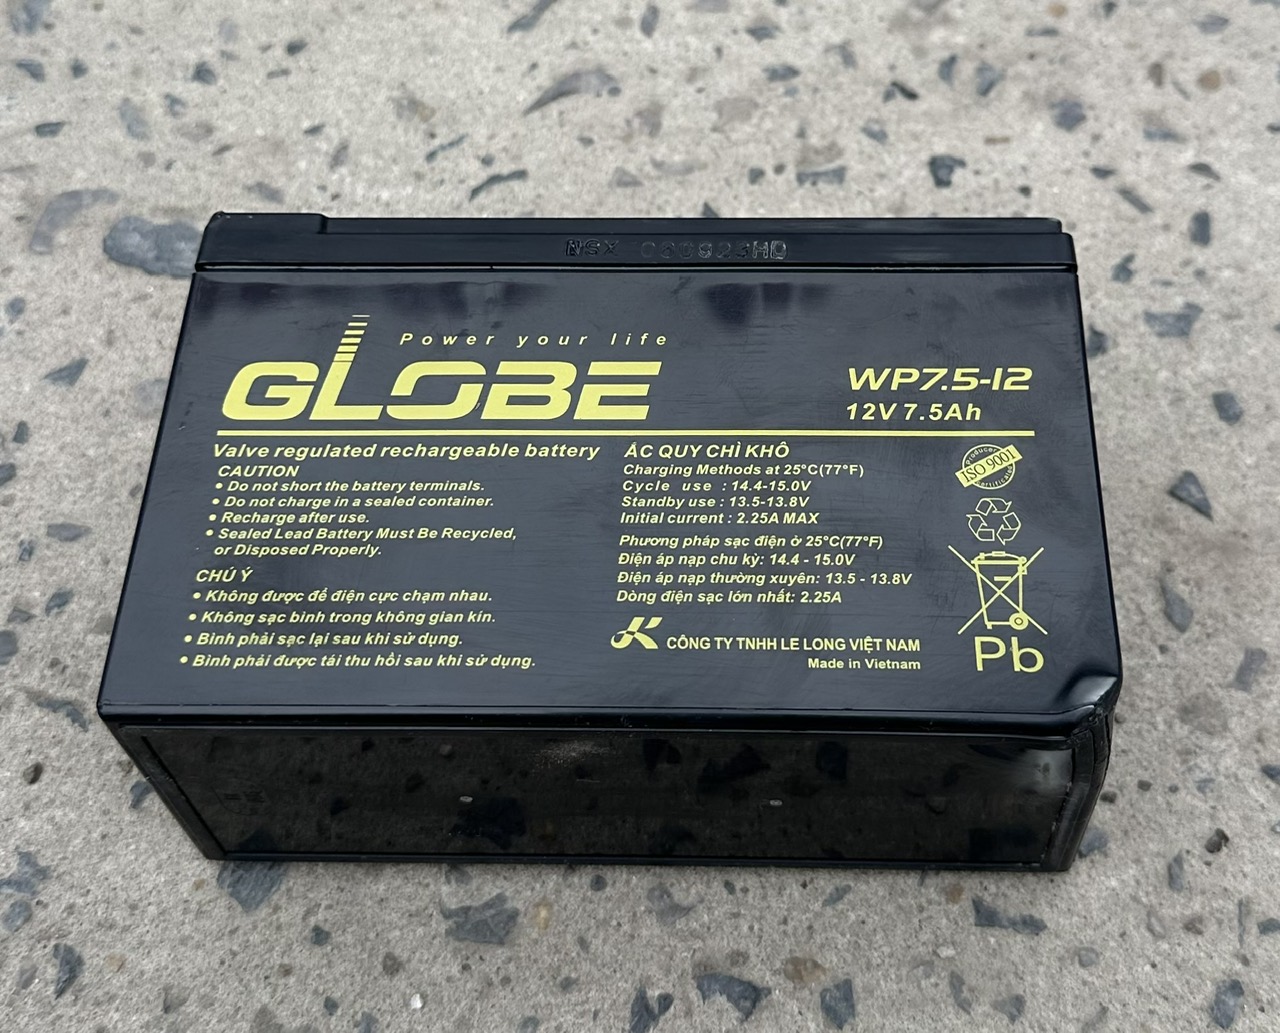 NSX 030923HD
Power your life
GLOBE
WP7.5-12
12V 7.5Ah
Valve regulated rechargeable battery
CAUTION
• Do not short the battery terminals.
• Do not charge in a sealed container.
• Recharge after use.
• Sealed Lead Battery Must Be Recycled,
or Disposed Properly.
CHÚ Ý
• Không được để điện cực chạm nhau.
• Không sạc bình trong không gian kín.
• Bình phải sạc lại sau khi sử dụng.
• Bình phải được tái thu hồi sau khi sử dụng.
ẮC QUY CHÌ KHÔ
Charging Methods at 25°C(77°F)
Cycle use : 14.4-15.0V
Standby use : 13.5-13.8V
Initial current : 2.25A MAX
Phương pháp sạc điện ở 25°C(77°F)
Điện áp nạp chu kỳ: 14.4 - 15.0V
Điện áp nạp thường xuyên: 13.5 - 13.8V
Dòng điện sạc lớn nhất: 2.25A
CÔNG TY TNHH LE LONG VIỆT NAM
Made in Vietnam
Producer
ISO 9001
Certificated
Pb